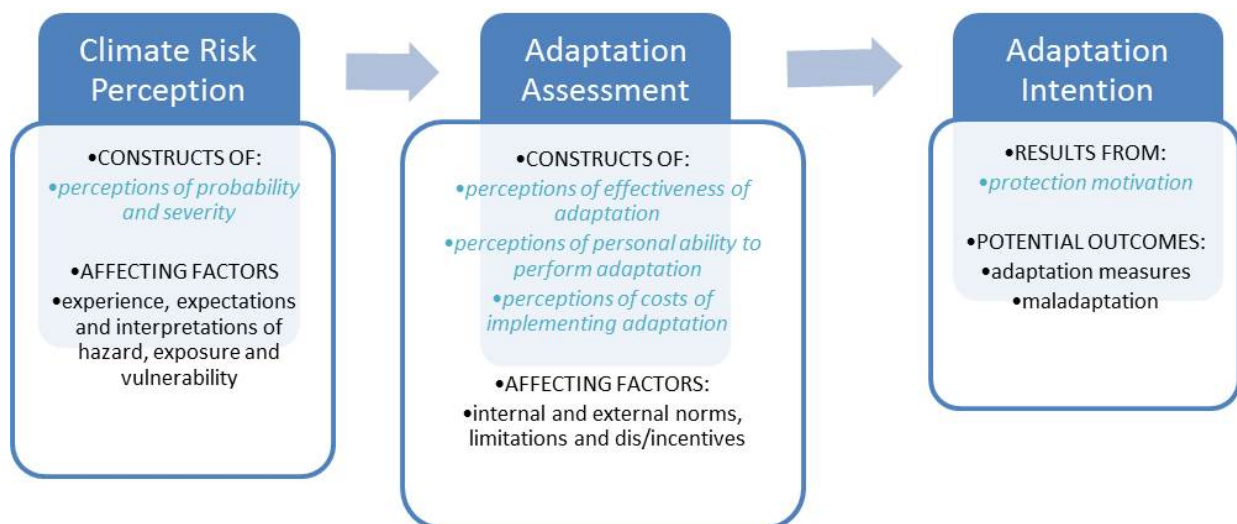 Climate Risk
Perception
•CONSTRUCTS OF:
•perceptions of probability
and severity
•AFFECTING FACTORS
•experience, expectations
and interpretations of
hazard, exposure and
vulnerability
Adaptation
Assessment
•CONSTRUCTS OF:
•perceptions of effectiveness of
adaptation
•perceptions of personal ability to
perform adaptation
•perceptions of costs of
implementing adaptation
•AFFECTING FACTORS:
•internal and external norms,
limitations and dis/incentives
Adaptation
Intention
•RESULTS FROM:
•protection motivation
•POTENTIAL OUTCOMES:
•adaptation measures
•maladaptation